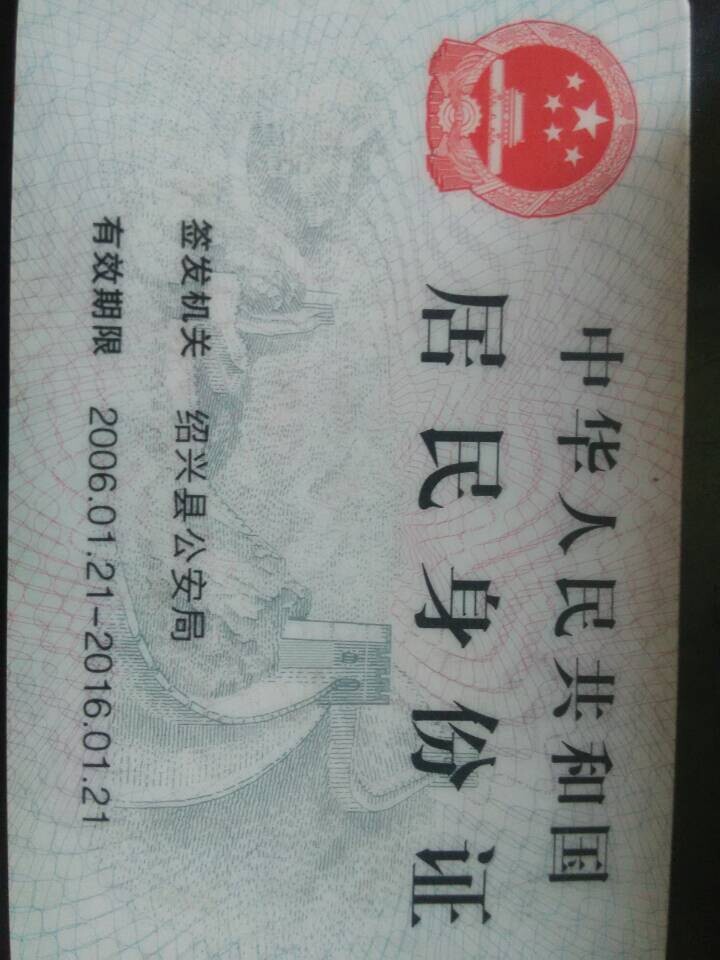 中华人民共和国
居民身份证
签发机关 绍兴县公安局
有效期限 2006.01.21-2016.01.21